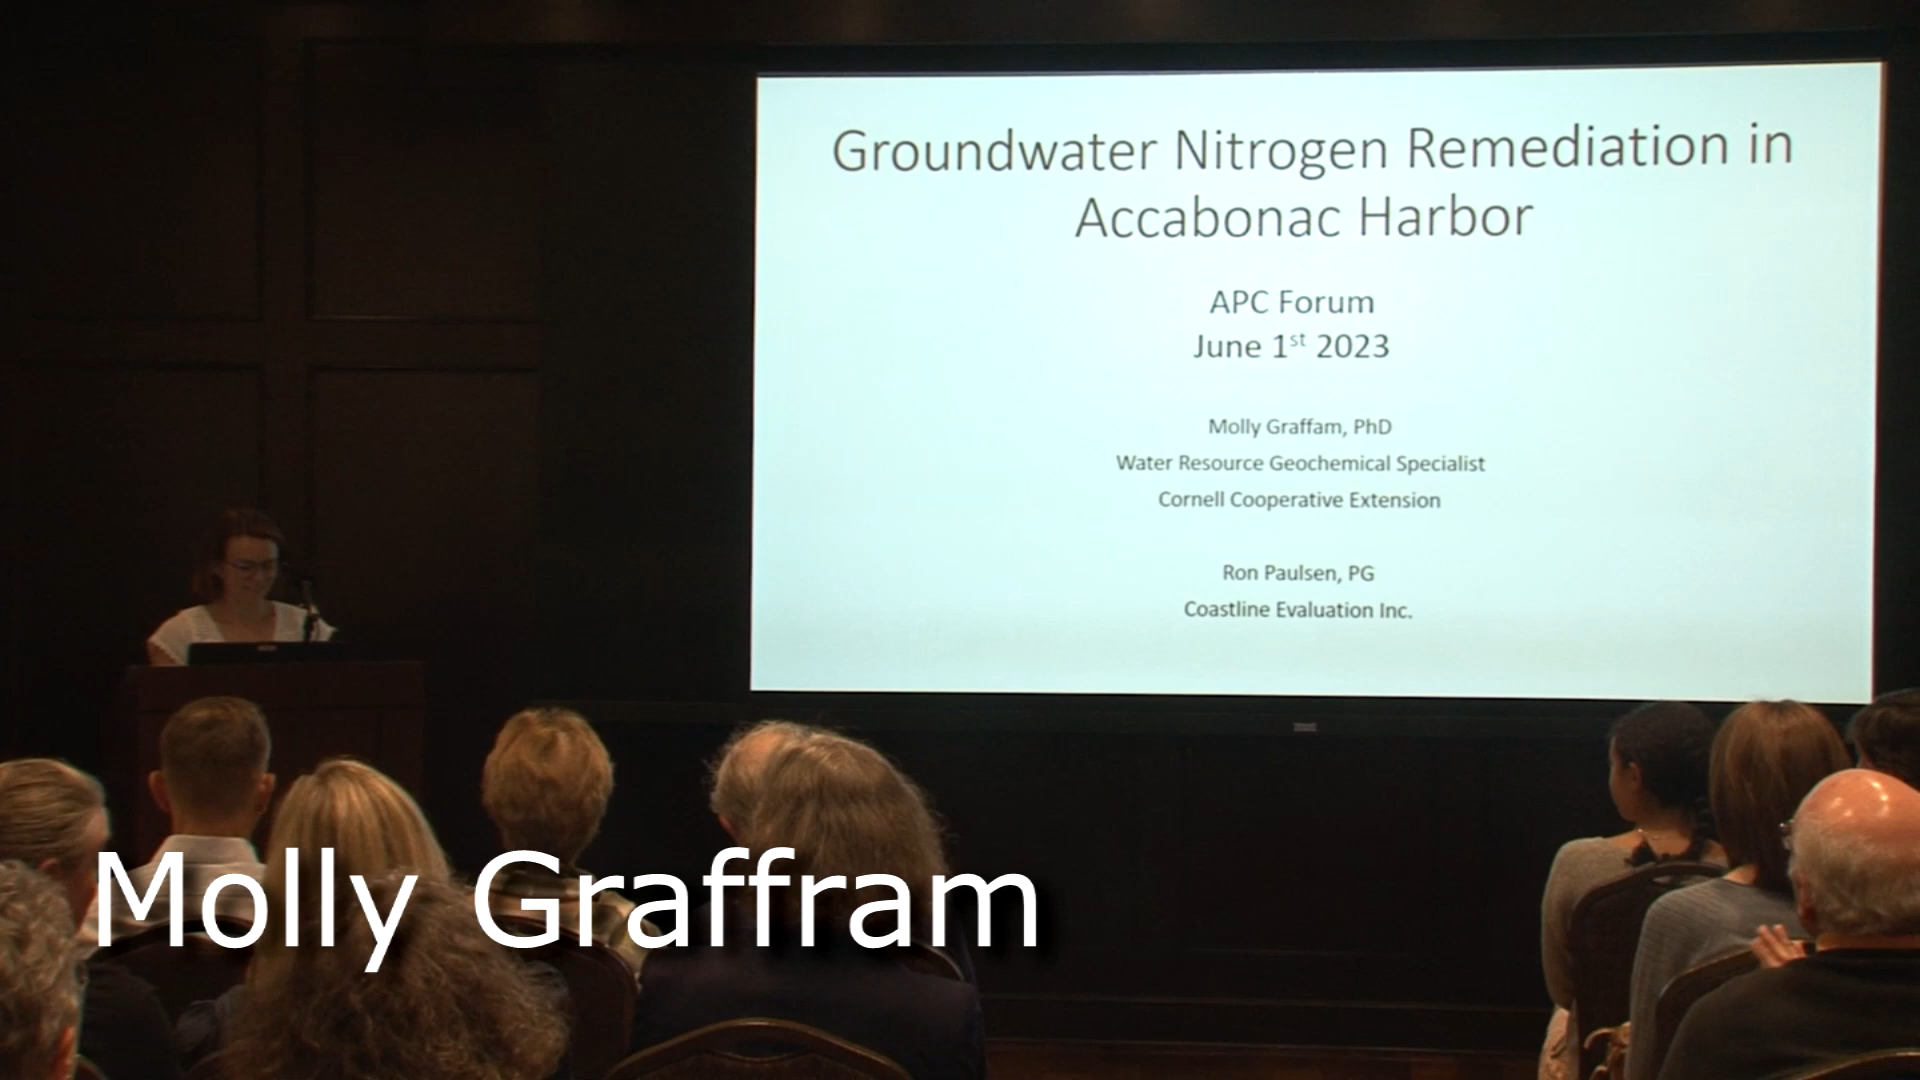 Groundwater Nitrogen Remediation in
Accabonac Harbor
APC Forum
June 1st 2023
Molly Graffam, PhD
Water Resource Geochemical Specialist
Cornell Cooperative Extension
Ron Paulsen, PG
Coastline Evaluation Inc.
Molly Graffram